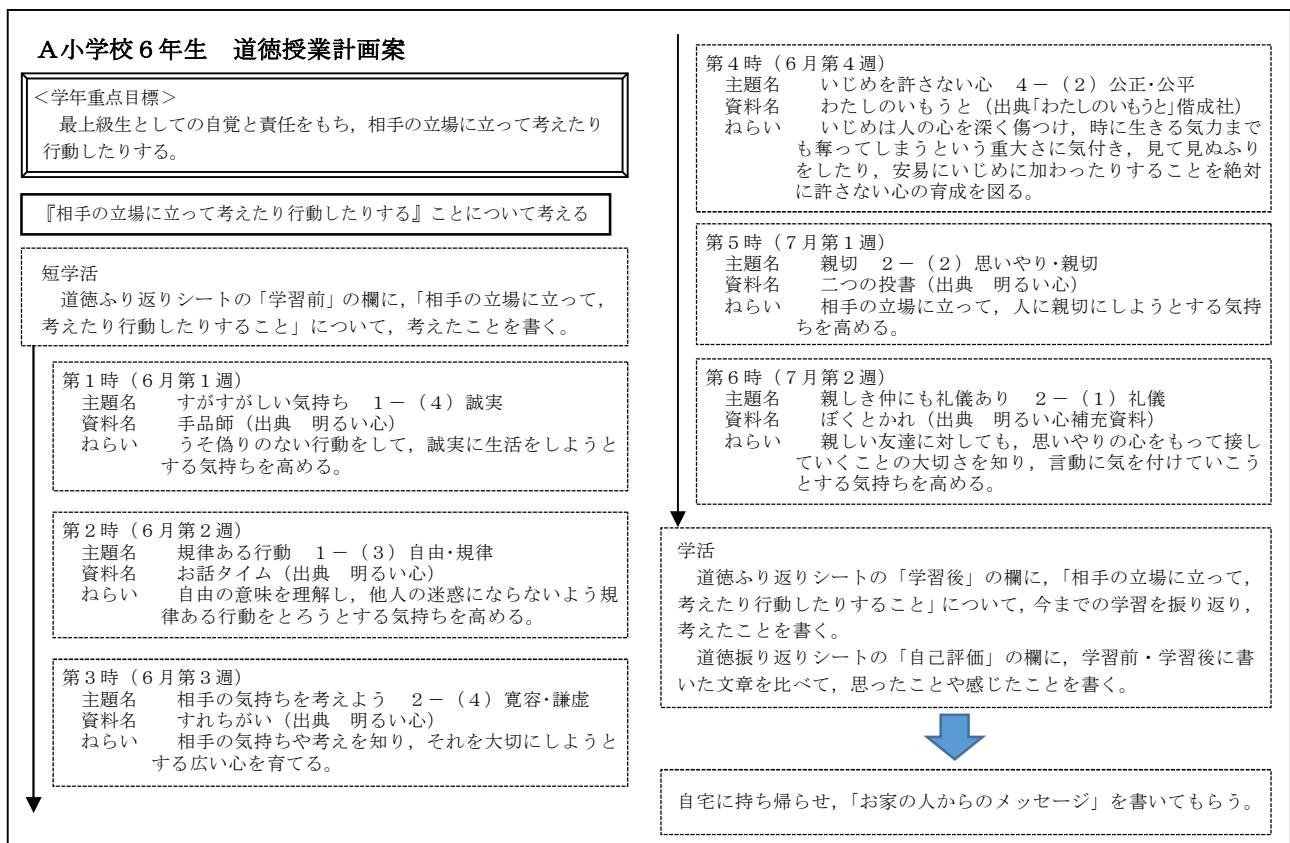 A小学校6年生　道徳授業計画案
＜学年重点目標＞
最上級生としての自覚と責任をもち，相手の立場に立って考えたり
行動したりする。
『相手の立場に立って考えたり行動したりする』ことについて考える
短学活
道徳ふり返りシートの「学習前」の欄に，「相手の立場に立って，
考えたり行動したりすること」について，考えたことを書く。
第１時（６月第１週）
主題名　すがすがしい気持ち　１－（４）誠実
資料名　手品師（出典　明るい心）
ねらい　うそ偽りのない行動をして，誠実に生活をしようと
する気持ちを高める。
第２時（６月第２週）
主題名　規律ある行動　１－（３）自由・規律
資料名　お話タイム（出典　明るい心）
ねらい　自由の意味を理解し，他人の迷惑にならないよう規
律ある行動をとろうとする気持ちを高める。
第３時（６月第３週）
主題名　相手の気持ちを考えよう　２－（４）寛容・謙虚
資料名　すれちがい（出典　明るい心）
ねらい　相手の気持ちや考えを知り，それを大切にしようと
する広い心を育てる。
第４時（６月第４週）
主題名　いじめを許さない心　４－（２）公正・公平
資料名　わたしのいもうと（出典「わたしのいもうと」偕成社）
ねらい　いじめは人の心を深く傷つけ，時に生きる気力まで
も奪ってしまうという重大さに気付き，見て見ぬふり
をしたり，安易にいじめに加わったりすることを絶対
に許さない心の育成を図る。
第５時（７月第１週）
主題名　親切　２－（２）思いやり・親切
資料名　二つの投書（出典　明るい心）
ねらい　相手の立場に立って，人に親切にしようとする気持
ちを高める。
第６時（７月第２週）
主題名　親しき仲にも礼儀あり　２－（１）礼儀
資料名　ぼくとかれ（出典　明るい心補充資料）
ねらい　親しい友達に対しても，思いやりの心をもって接し
ていくことの大切さを知り，言動に気を付けていこう
とする気持ちを高める。
学活
道徳ふり返りシートの「学習後」の欄に，「相手の立場に立って，
考えたり行動したりすること」について，今までの学習を振り返り，
考えたことを書く。
道徳振り返りシートの「自己評価」の欄に，学習前・学習後に書
いた文章を比べて，思ったことや感じたことを書く。
自宅に持ち帰らせ，「お家の人からのメッセージ」を書いてもらう。